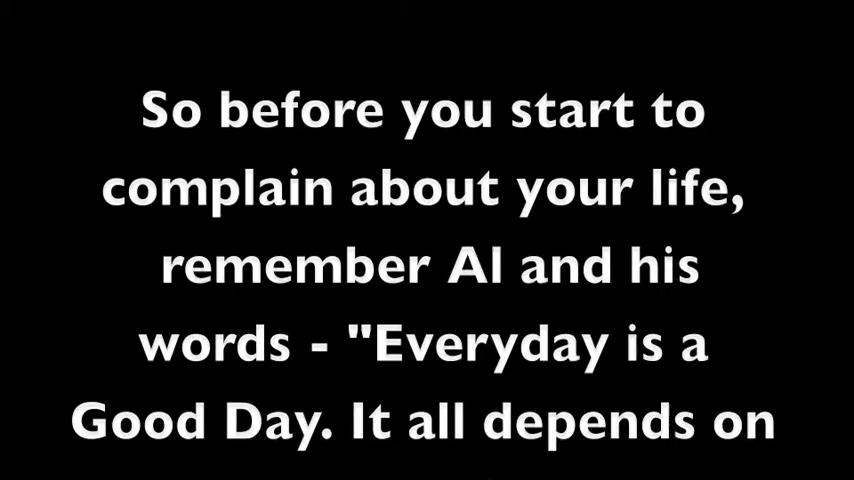 So before you start to
complain about your life,
remember Al and his
words - "Everyday is a
Good Day. It all depends on